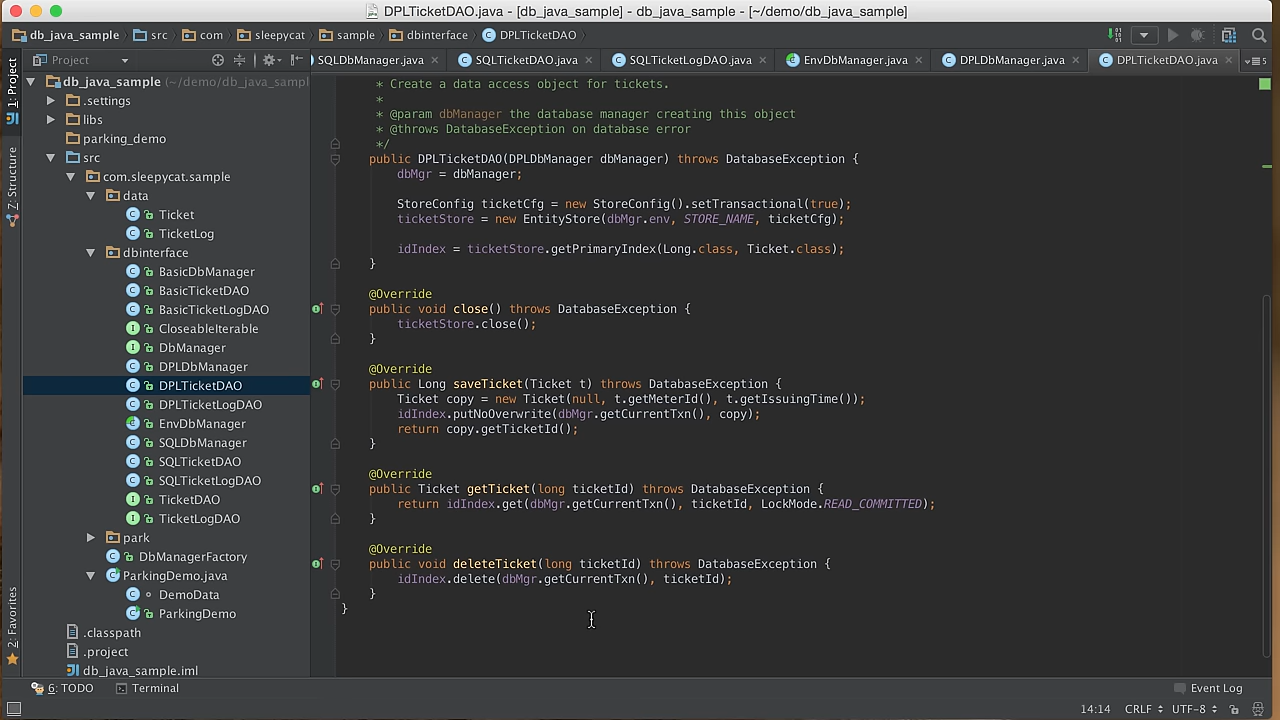 DPLTicketDAO.java - [db_java_sample] - db_java_sample - [~/demo/db_java_sample]
db_java_sample src com sleepycat sample dbinterface DPLTicketDAO
Project
SQLDbManager.java SQLTicketDAO.java SQLTicketLogDAO.java EnvDbManager.java DPLDbManager.java DPLTicketDAO.java
1: Project
Z: Structure
2: Favorites
db_java_sample (~/demo/db_java_sampl
.settings
libs
parking_demo
src
com.sleepycat.sample
data
Ticket
TicketLog
dbinterface
BasicDbManager
BasicTicketDAO
BasicTicketLogDAO
CloseableIterable
DbManager
DPLDbManager
DPLTicketDAO
DPLTicketLogDAO
EnvDbManager
SQLDbManager
SQLTicketDAO
SQLTicketLogDAO
TicketDAO
TicketLogDAO
park
DbManagerFactory
ParkingDemo.java
DemoData
ParkingDemo
.classpath
.project
db_java_sample.iml
* Create a data access object for tickets.
*
* @param dbManager the database manager creating this object
* @throws DatabaseException on database error
*/
public DPLTicketDAO(DPLDbManager dbManager) throws DatabaseException {
dbMgr = dbManager;
StoreConfig ticketCfg = new StoreConfig().setTransactional(true);
ticketStore = new EntityStore(dbMgr.env, STORE_NAME, ticketCfg);
idIndex = ticketStore.getPrimaryIndex(Long.class, Ticket.class);
}
@Override
public void close() throws DatabaseException {
ticketStore.close();
}
@Override
public Long saveTicket(Ticket t) throws DatabaseException {
Ticket copy = new Ticket(null, t.getMeterId(), t.getIssuingTime());
idIndex.putNoOverwrite(dbMgr.getCurrentTxn(), copy);
return copy.getTicketId();
}
@Override
public Ticket getTicket(long ticketId) throws DatabaseException {
return idIndex.get(dbMgr.getCurrentTxn(), ticketId, LockMode.READ_COMMITTED);
}
@Override
public void deleteTicket(long ticketId) throws DatabaseException {
idIndex.delete(dbMgr.getCurrentTxn(), ticketId);
}
}
6: TODO Terminal Event Log
14:14 CRLF UTF-8